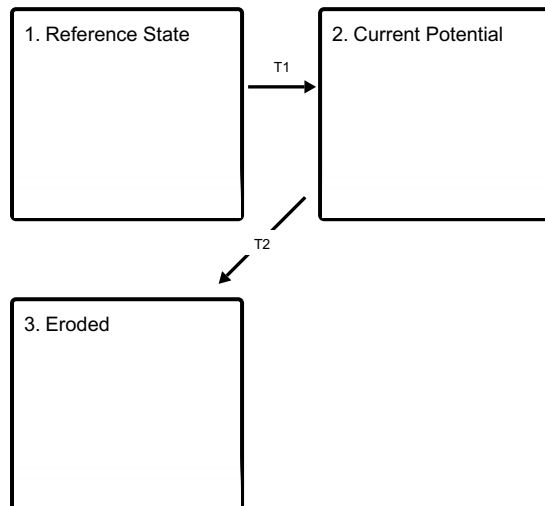 1. Reference State
T1
2. Current Potential
T2
3. Eroded